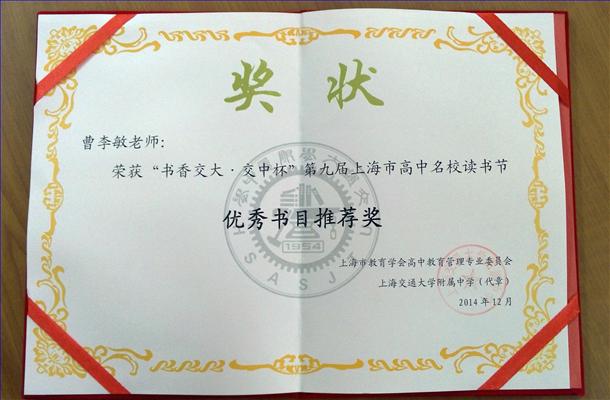 奖状
曹李敏老师:
荣获“书香交大·交中杯”第九届上海市高中名校读书节
优秀书目推荐奖
上海市教育学会高中教育管理专业委员会
上海交通大学附属中学(代章)
2014年12月
1954
SASJ